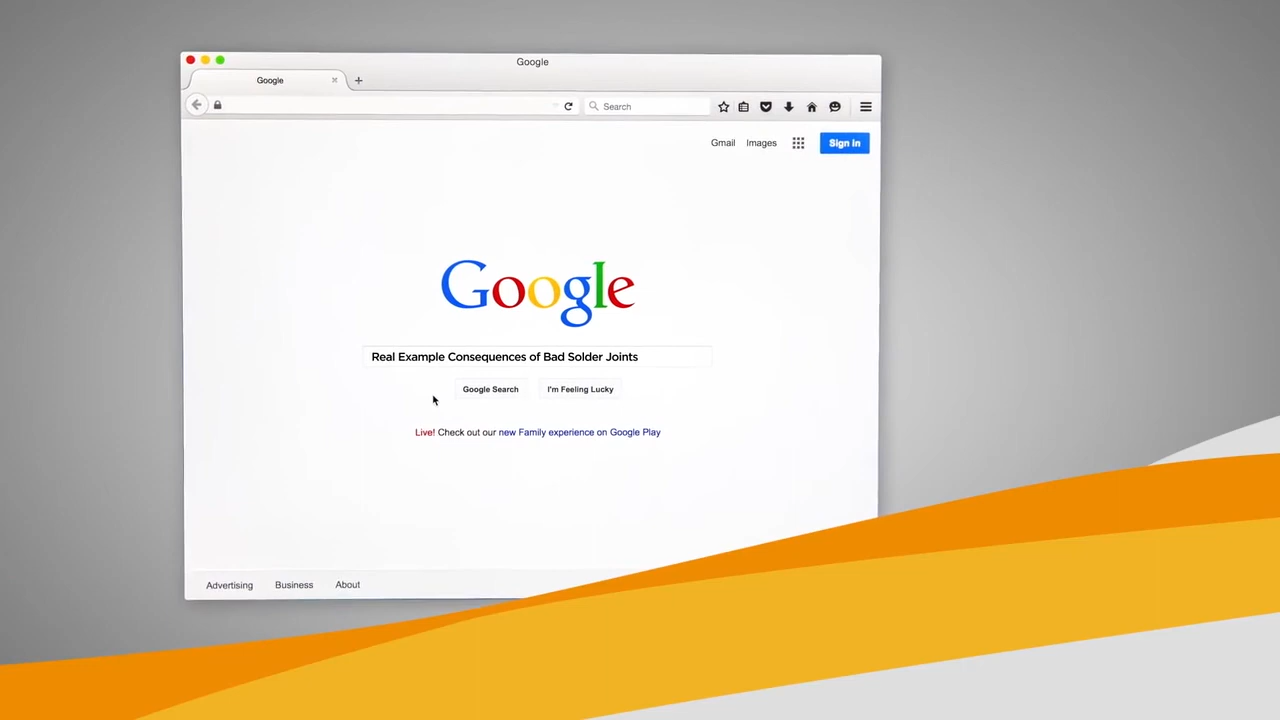 Google
Google
Search
Gmail Images Sign in
Google
Real Example Consequences of Bad Solder Joints
Google Search I'm Feeling Lucky
Live! Check out our new Family experience on Google Play
Advertising Business About